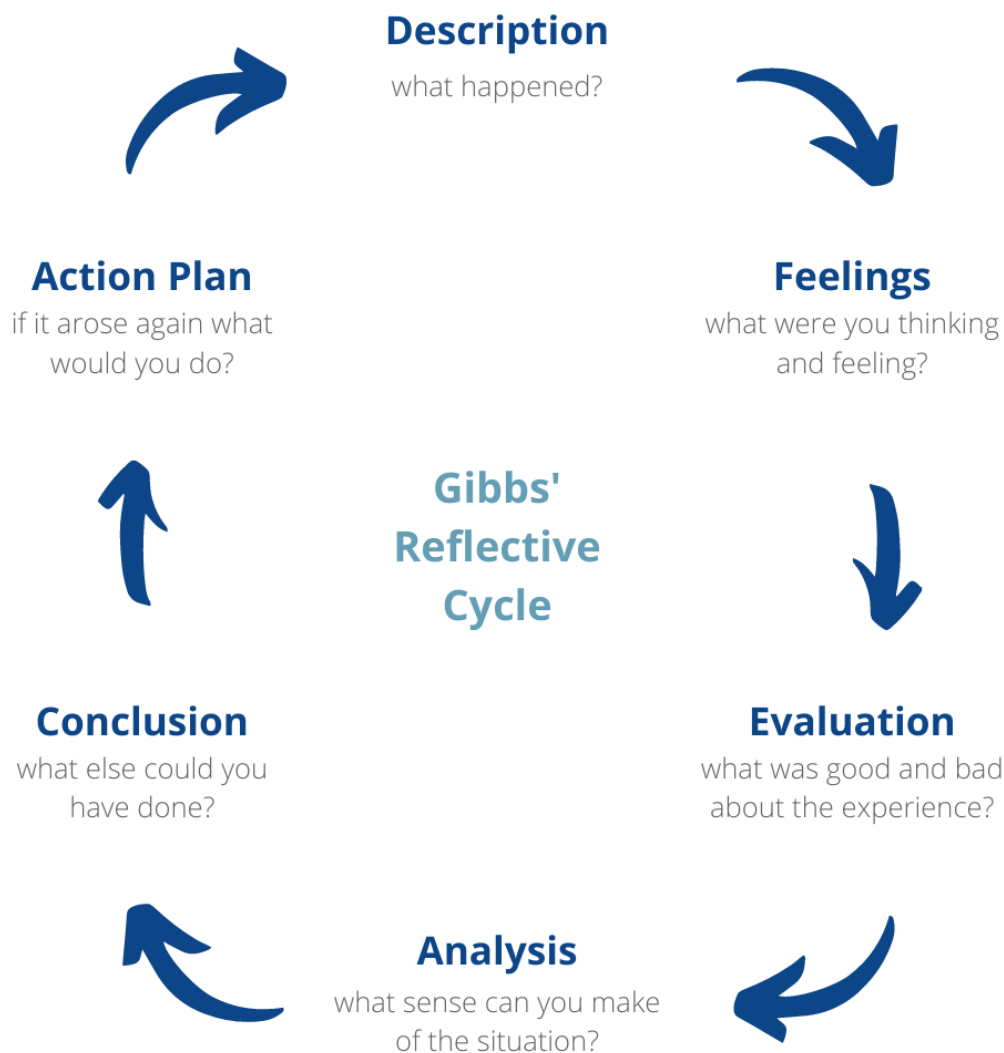 Description
what happened?
Feelings
what were you thinking
and feeling?
Evaluation
what was good and bad
about the experience?
Analysis
what sense can you make
of the situation?
Conclusion
what else could you
have done?
Action Plan
if it arose again what
would you do?
Gibbs'
Reflective
Cycle